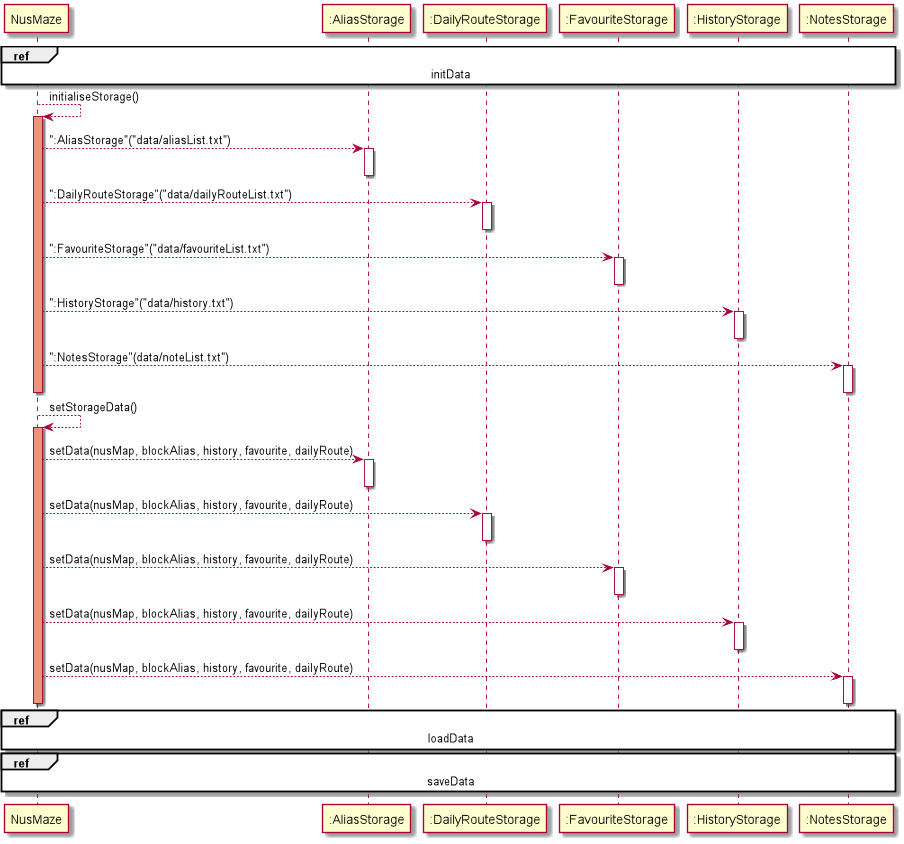 NusMaze :AliasStorage :DailyRouteStorage :FavouriteStorage :HistoryStorage :NotesStorage
ref
initData
initialiseStorage()
":AliasStorage"("data/aliasList.txt")
":DailyRouteStorage"("data/dailyRouteList.txt")
":FavouriteStorage"("data/favouriteList.txt")
":HistoryStorage"("data/history.txt")
":NotesStorage"(data/noteList.txt")
setStorageData()
setData(nusMap, blockAlias, history, favourite, dailyRoute)
setData(nusMap, blockAlias, history, favourite, dailyRoute)
setData(nusMap, blockAlias, history, favourite, dailyRoute)
setData(nusMap, blockAlias, history, favourite, dailyRoute)
setData(nusMap, blockAlias, history, favourite, dailyRoute)
ref
loadData
ref
saveData
NusMaze :AliasStorage :DailyRouteStorage :FavouriteStorage :HistoryStorage :NotesStorage